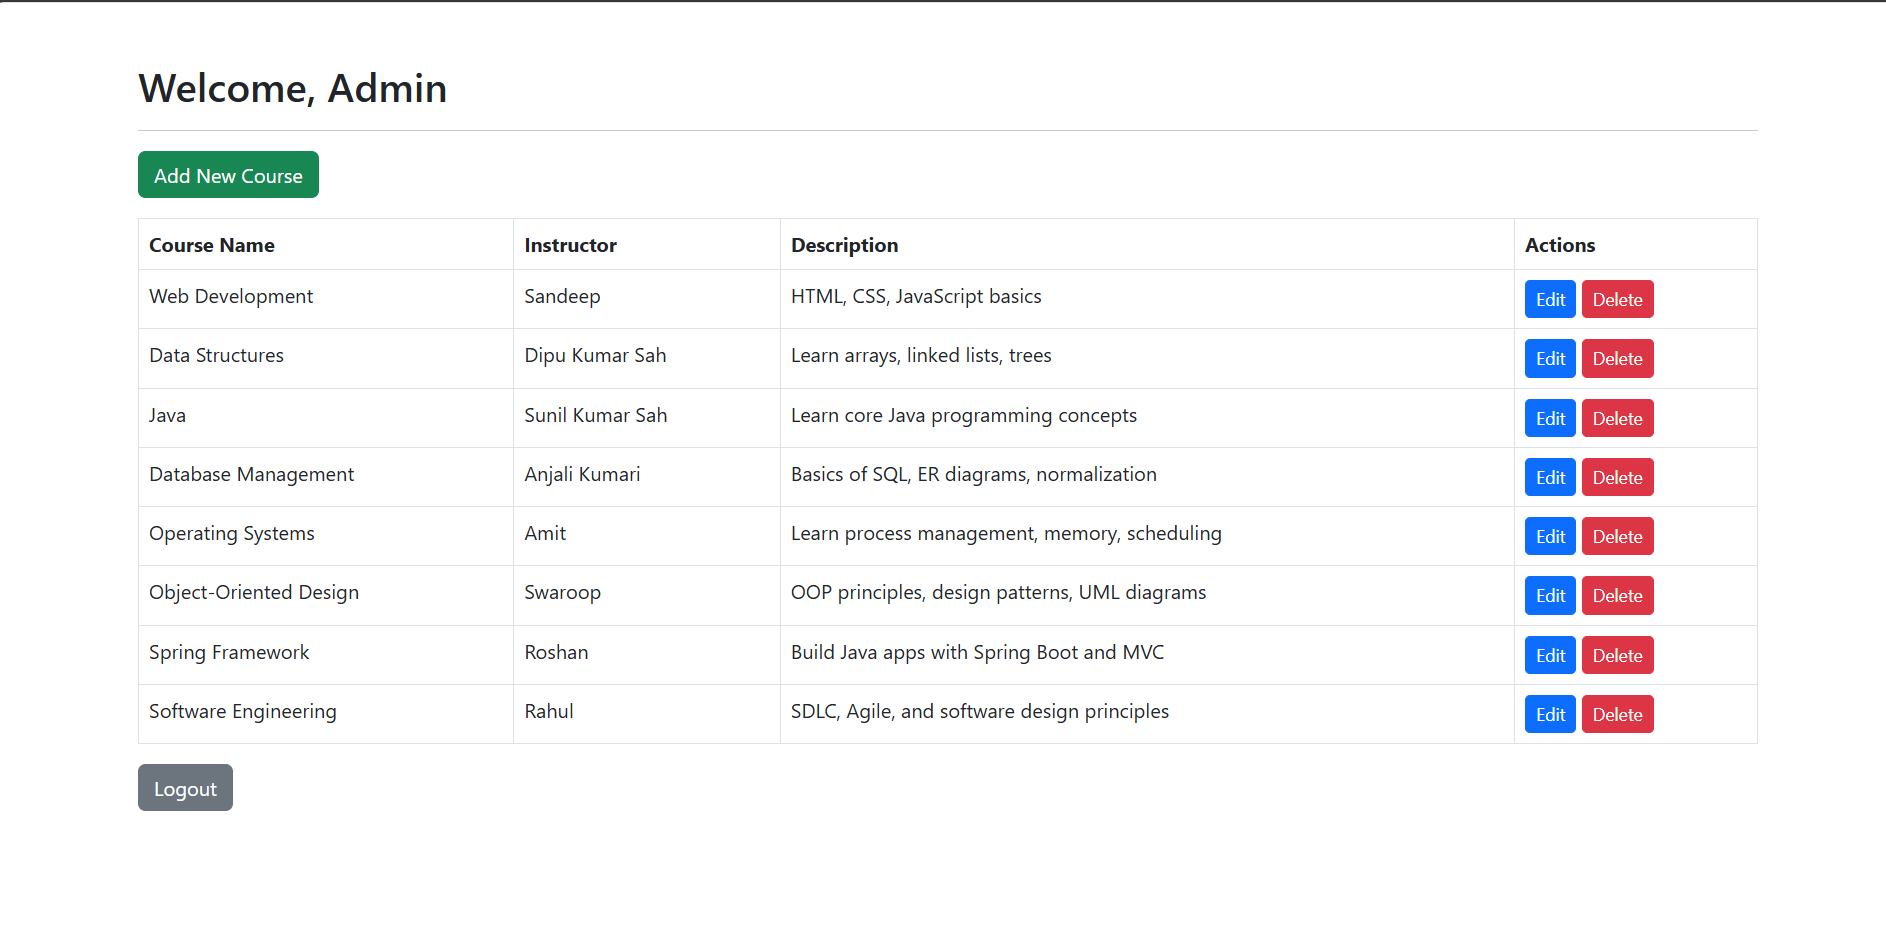 Welcome, Admin
Add New Course
Course Name Instructor Description Actions
Web Development Sandeep HTML, CSS, JavaScript basics Edit Delete
Data Structures Dipu Kumar Sah Learn arrays, linked lists, trees Edit Delete
Java Sunil Kumar Sah Learn core Java programming concepts Edit Delete
Database Management Anjali Kumari Basics of SQL, ER diagrams, normalization Edit Delete
Operating Systems Amit Learn process management, memory, scheduling Edit Delete
Object-Oriented Design Swaroop OOP principles, design patterns, UML diagrams Edit Delete
Spring Framework Roshan Build Java apps with Spring Boot and MVC Edit Delete
Software Engineering Rahul SDLC, Agile, and software design principles Edit Delete
Logout